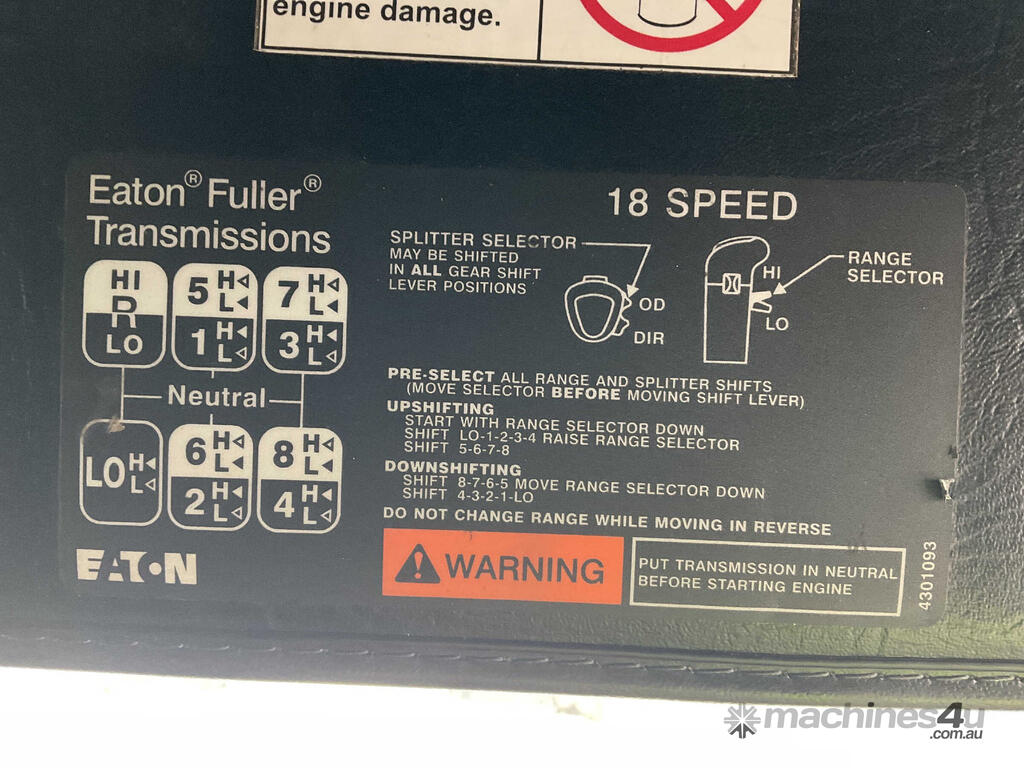 engine damage.
Eaton® Fuller®
Transmissions
18 SPEED
HI
R
LO
5 H◁
L◀
1 H◀
L◁
7 H◁
L◀
3 H◀
L◁
Neutral
LO H◀
L◁
6 H◁
L◀
2 H◀
L◁
8 H◁
L◀
4 H◀
L◁
EATON
SPLITTER SELECTOR
MAY BE SHIFTED
IN ALL GEAR SHIFT
LEVER POSITIONS
OD
DIR
HI
LO
RANGE
SELECTOR
PRE-SELECT ALL RANGE AND SPLITTER SHIFTS
(MOVE SELECTOR BEFORE MOVING SHIFT LEVER)
UPSHIFTING
START WITH RANGE SELECTOR DOWN
SHIFT LO-1-2-3-4 RAISE RANGE SELECTOR
SHIFT 5-6-7-8
DOWNSHIFTING
SHIFT 8-7-6-5 MOVE RANGE SELECTOR DOWN
SHIFT 4-3-2-1-LO
DO NOT CHANGE RANGE WHILE MOVING IN REVERSE
WARNING
PUT TRANSMISSION IN NEUTRAL
BEFORE STARTING ENGINE
4301093
machines4u
.com.au